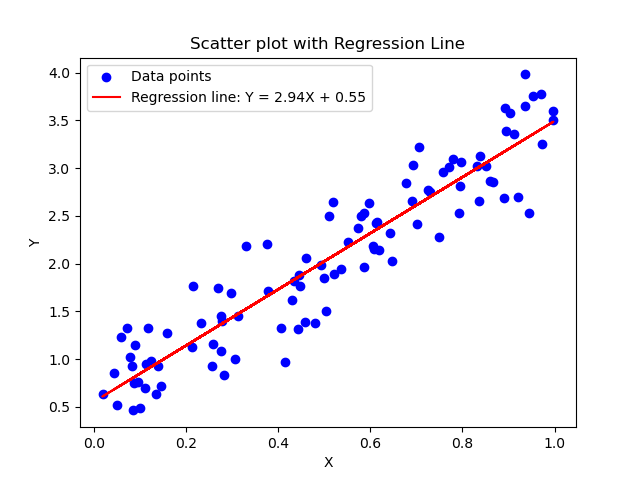 Scatter plot with Regression Line
Data points
Regression line: Y = 2.94X + 0.55
4.0
3.5
3.0
2.5
2.0
1.5
1.0
0.5
Y
0.0 0.2 0.4 0.6 0.8 1.0
X